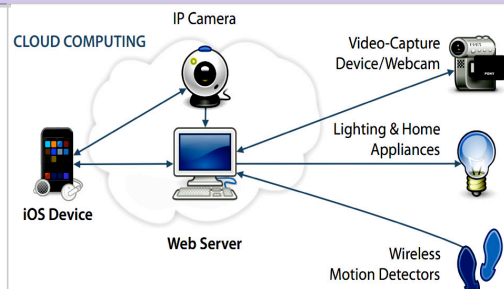 IP Camera
CLOUD COMPUTING
Video-Capture
Device/Webcam
Lighting & Home
Appliances
iOS Device
Web Server
Wireless
Motion Detectors